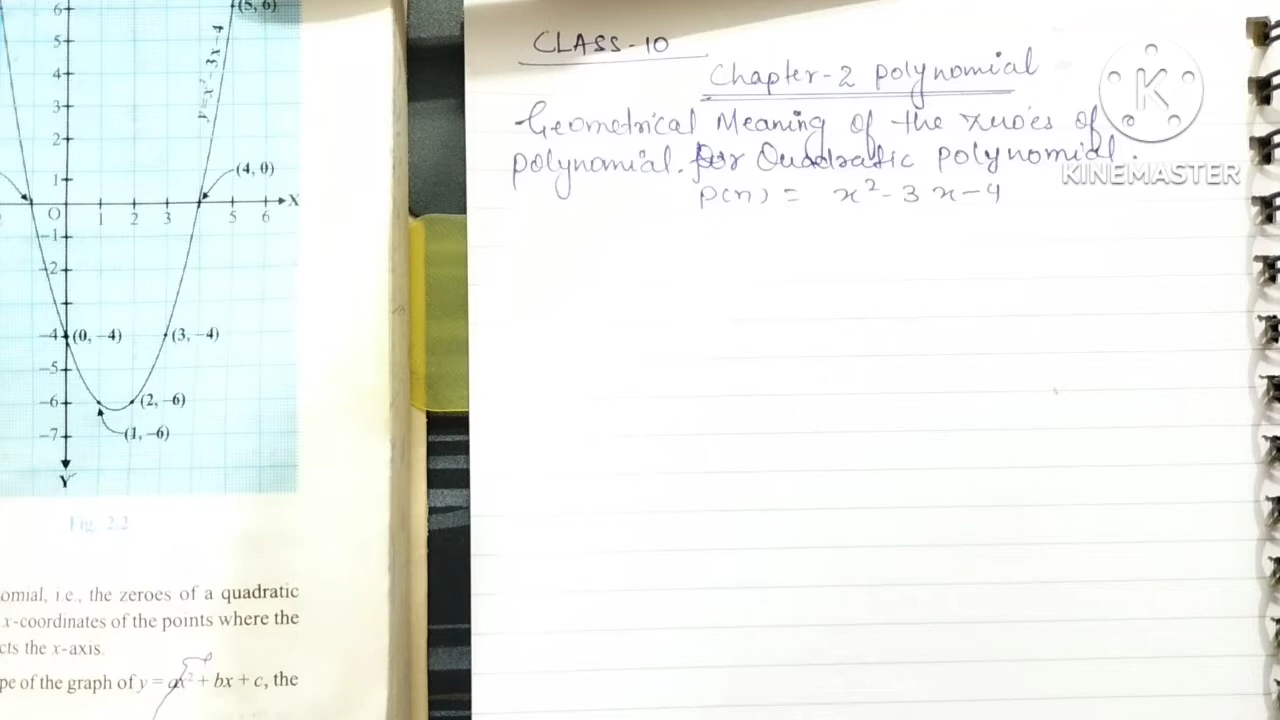 6
(5, 6)
5
y = x² - 3x - 4
4
3
2
(4, 0)
1
O 1 2 3 5 6 X
-1
-2
-4 (0, -4) (3, -4)
-5
-6 (2, -6)
-7 (1, -6)
Y'
Fig. 2.2
omial, i.e., the zeroes of a quadratic
x-coordinates of the points where the
cts the x-axis.
pe of the graph of y = ax² + bx + c, the
CLASS-10
Chapter-2 polynomial
Geometrical Meaning of the zeroes of
polynomial. for Quadratic polynomial.
p(n) = x² - 3x - 4
K
KINEMASTER